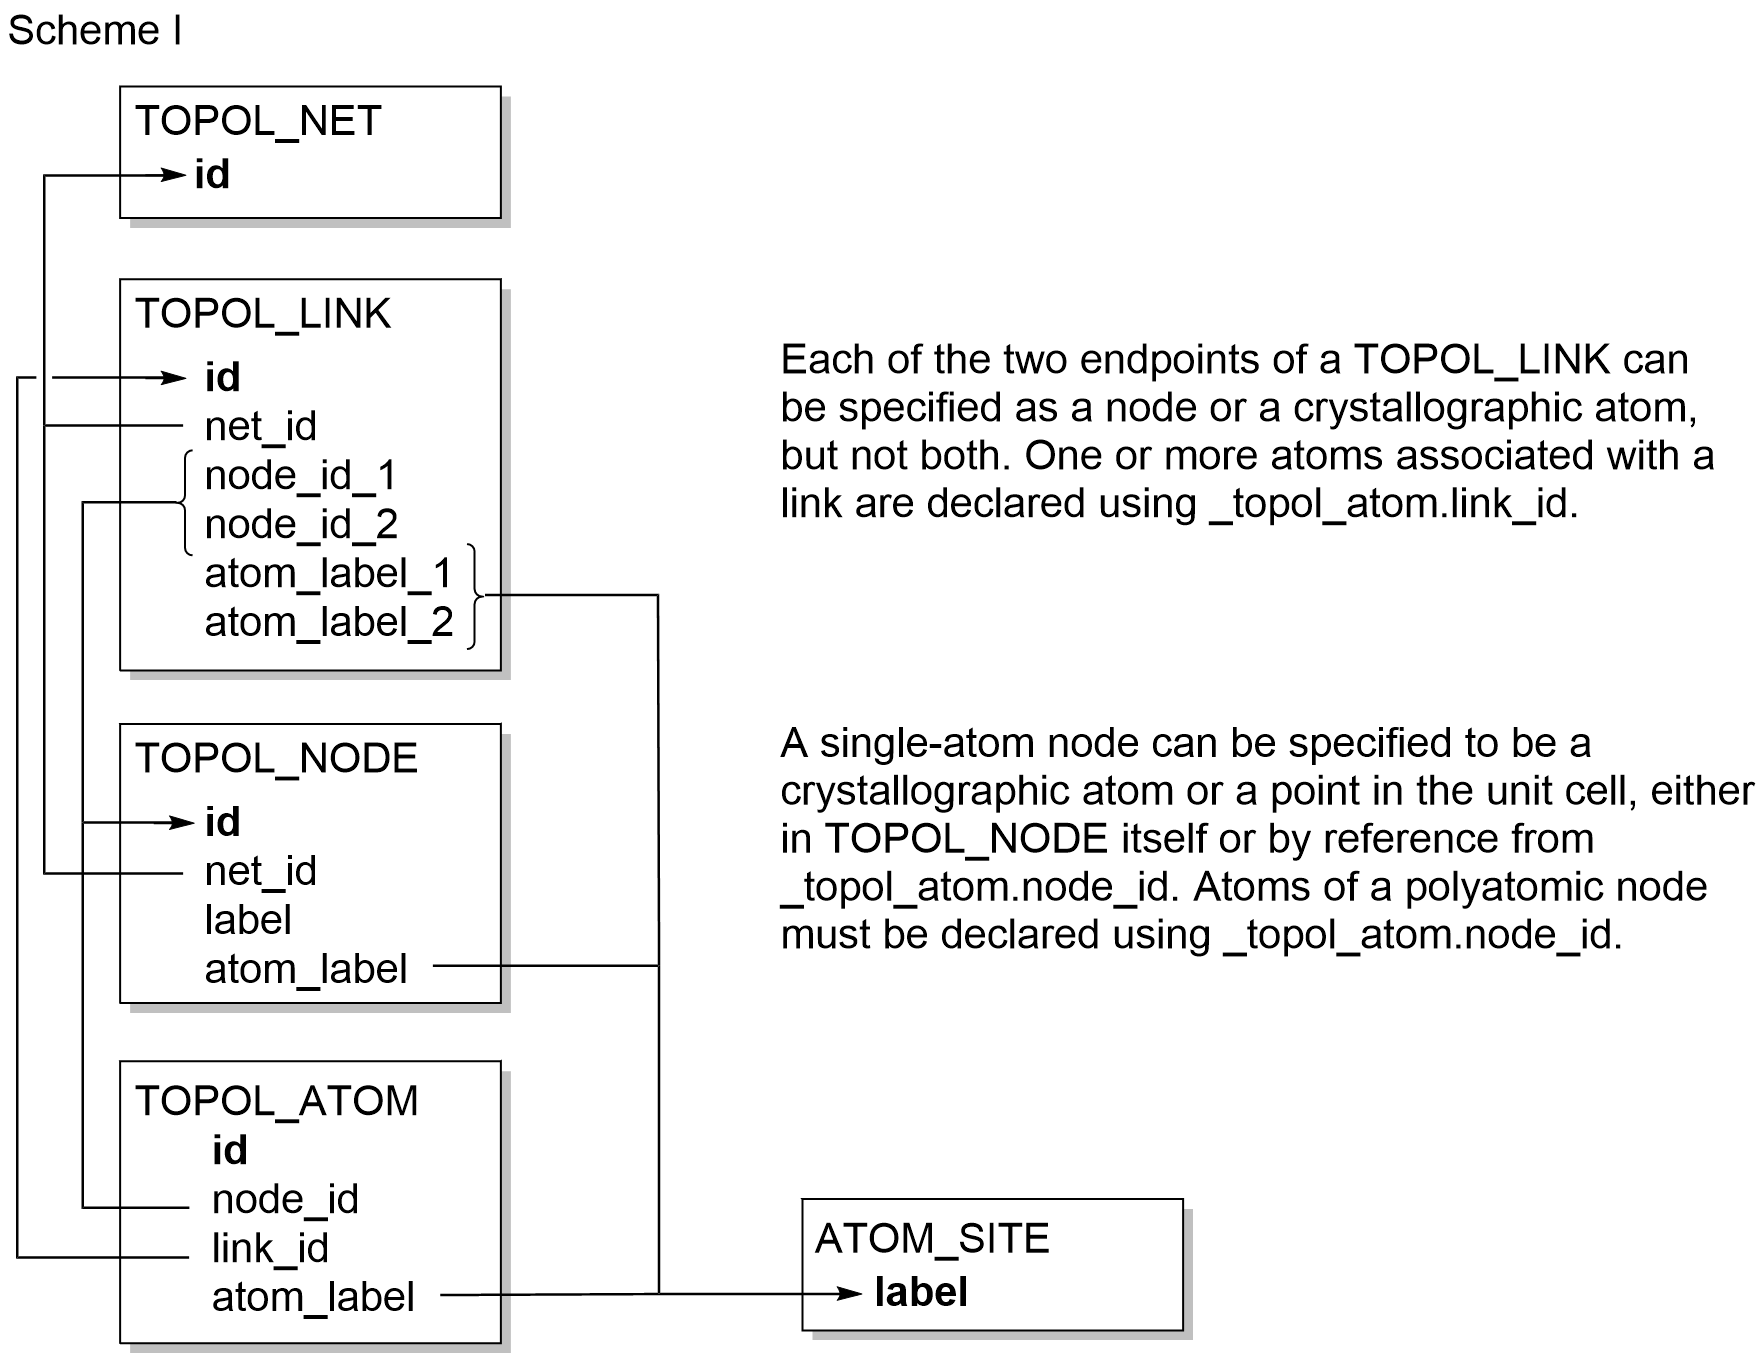 Scheme I
TOPOL_NET
id
TOPOL_LINK
id
net_id
node_id_1
node_id_2
atom_label_1
atom_label_2
Each of the two endpoints of a TOPOL_LINK can
be specified as a node or a crystallographic atom,
but not both. One or more atoms associated with a
link are declared using _topol_atom.link_id.
TOPOL_NODE
id
net_id
label
atom_label
A single-atom node can be specified to be a
crystallographic atom or a point in the unit cell, either
in TOPOL_NODE itself or by reference from
_topol_atom.node_id. Atoms of a polyatomic node
must be declared using _topol_atom.node_id.
TOPOL_ATOM
id
node_id
link_id
atom_label
ATOM_SITE
label